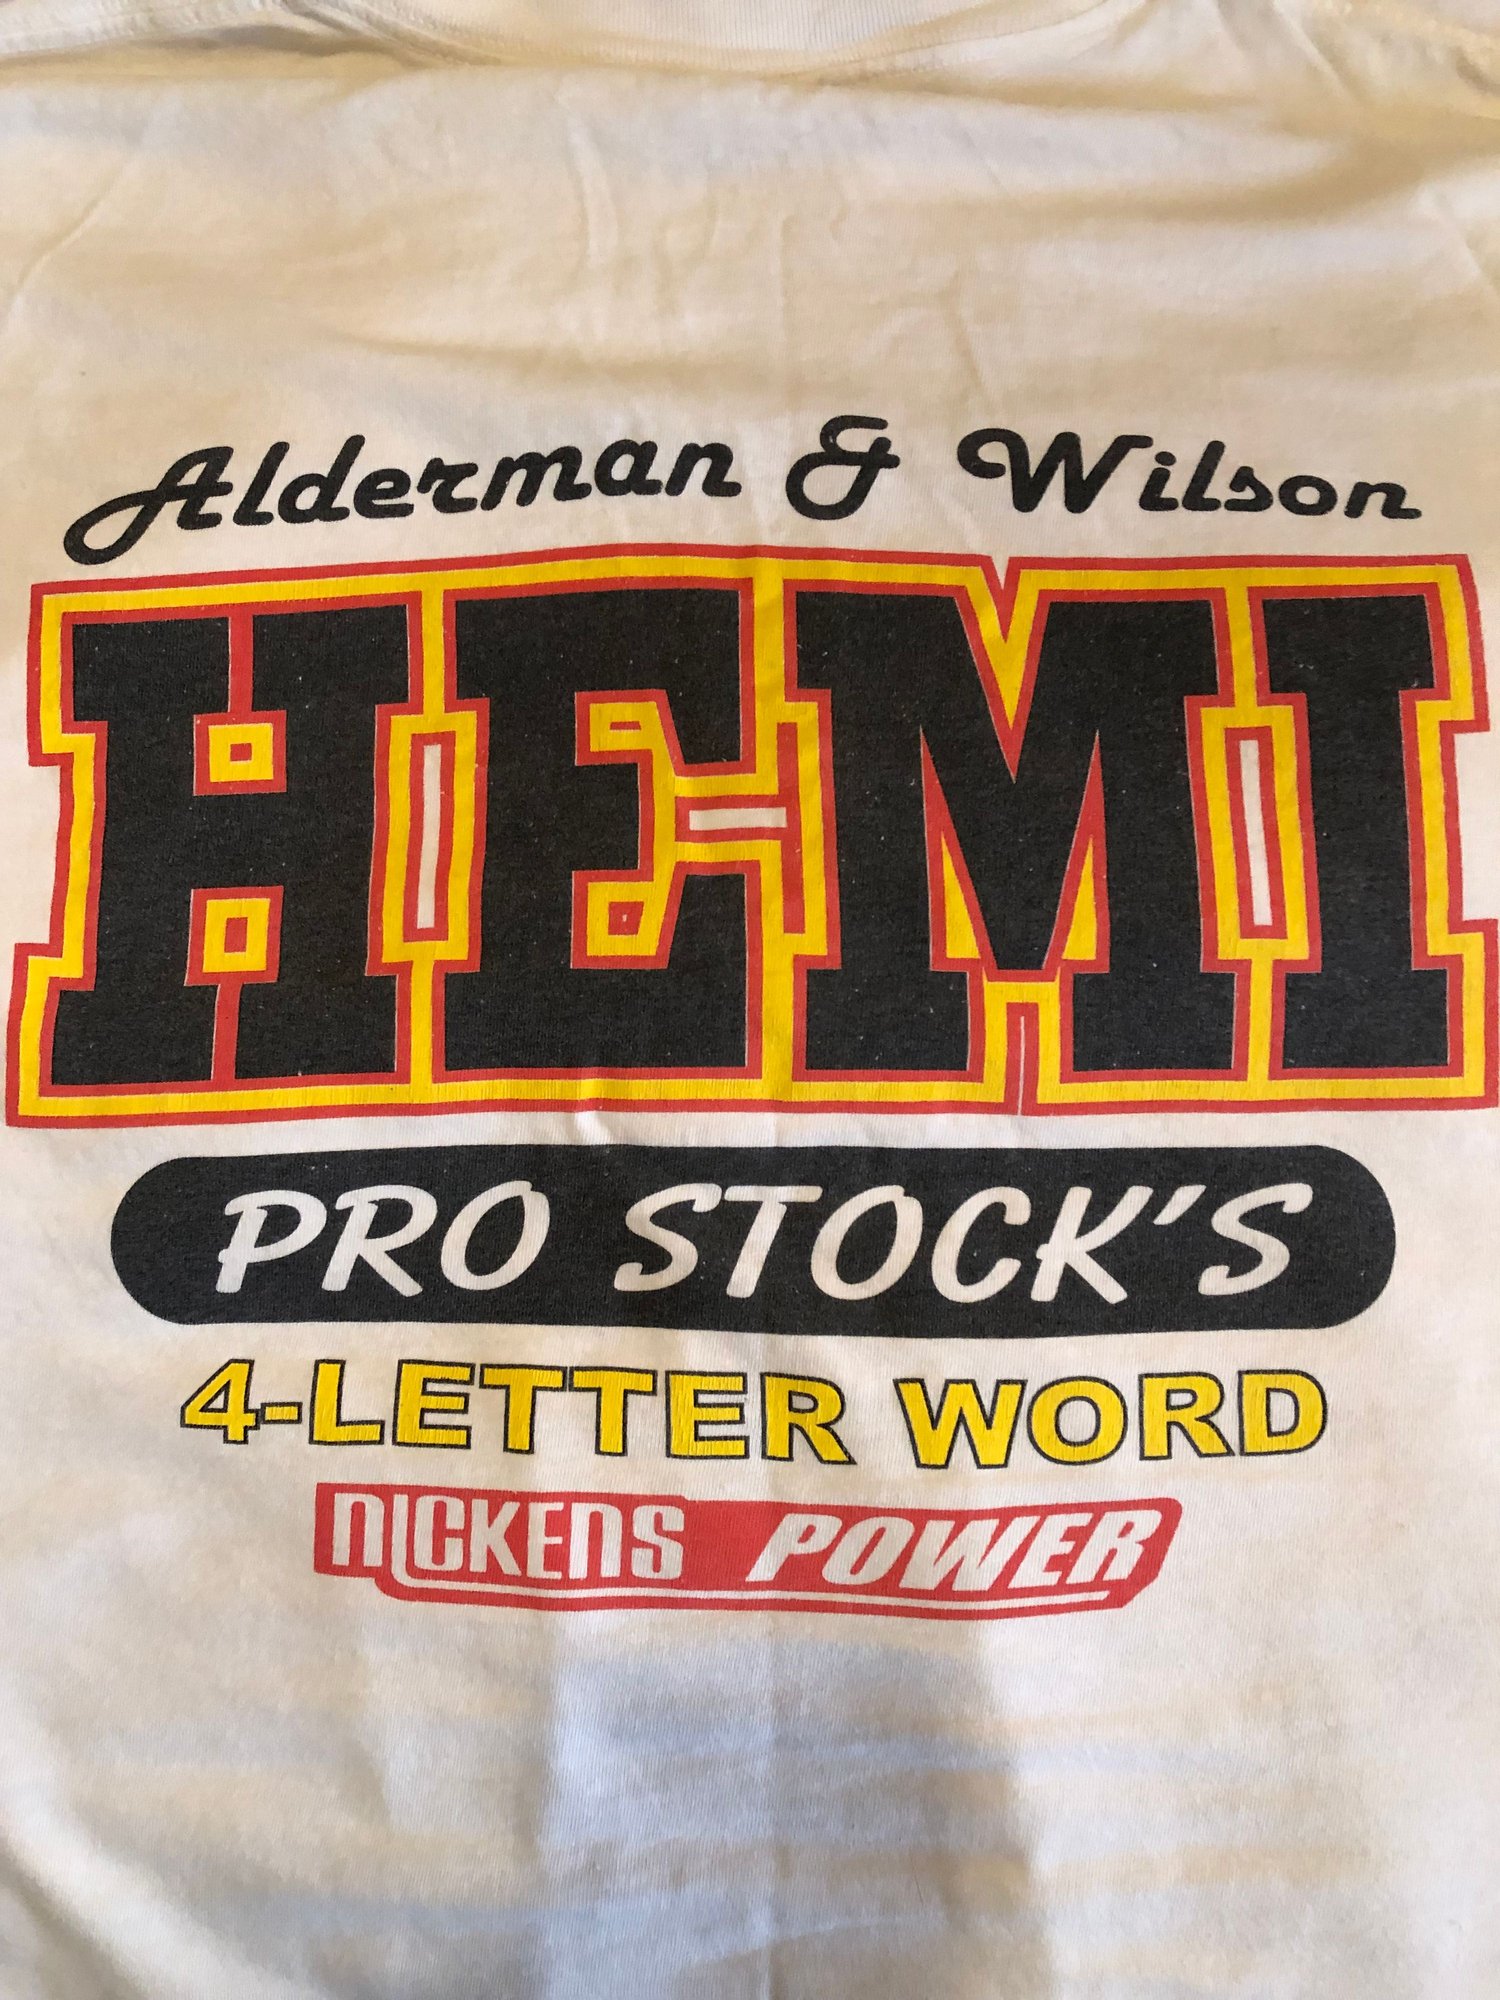 Alderman & Wilson
HEMI
PRO STOCK'S
4-LETTER WORD
NICKENS POWER